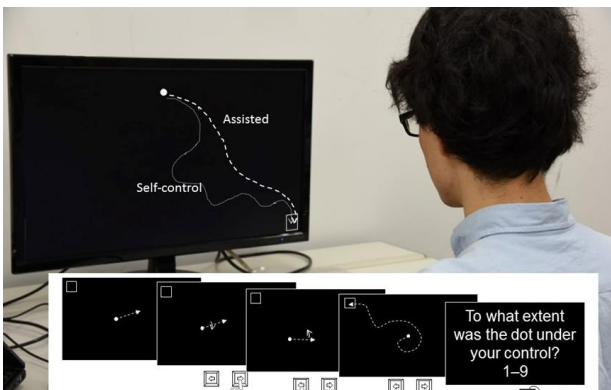 Assisted
Self-control
To what extent
was the dot under
your control?
1–9